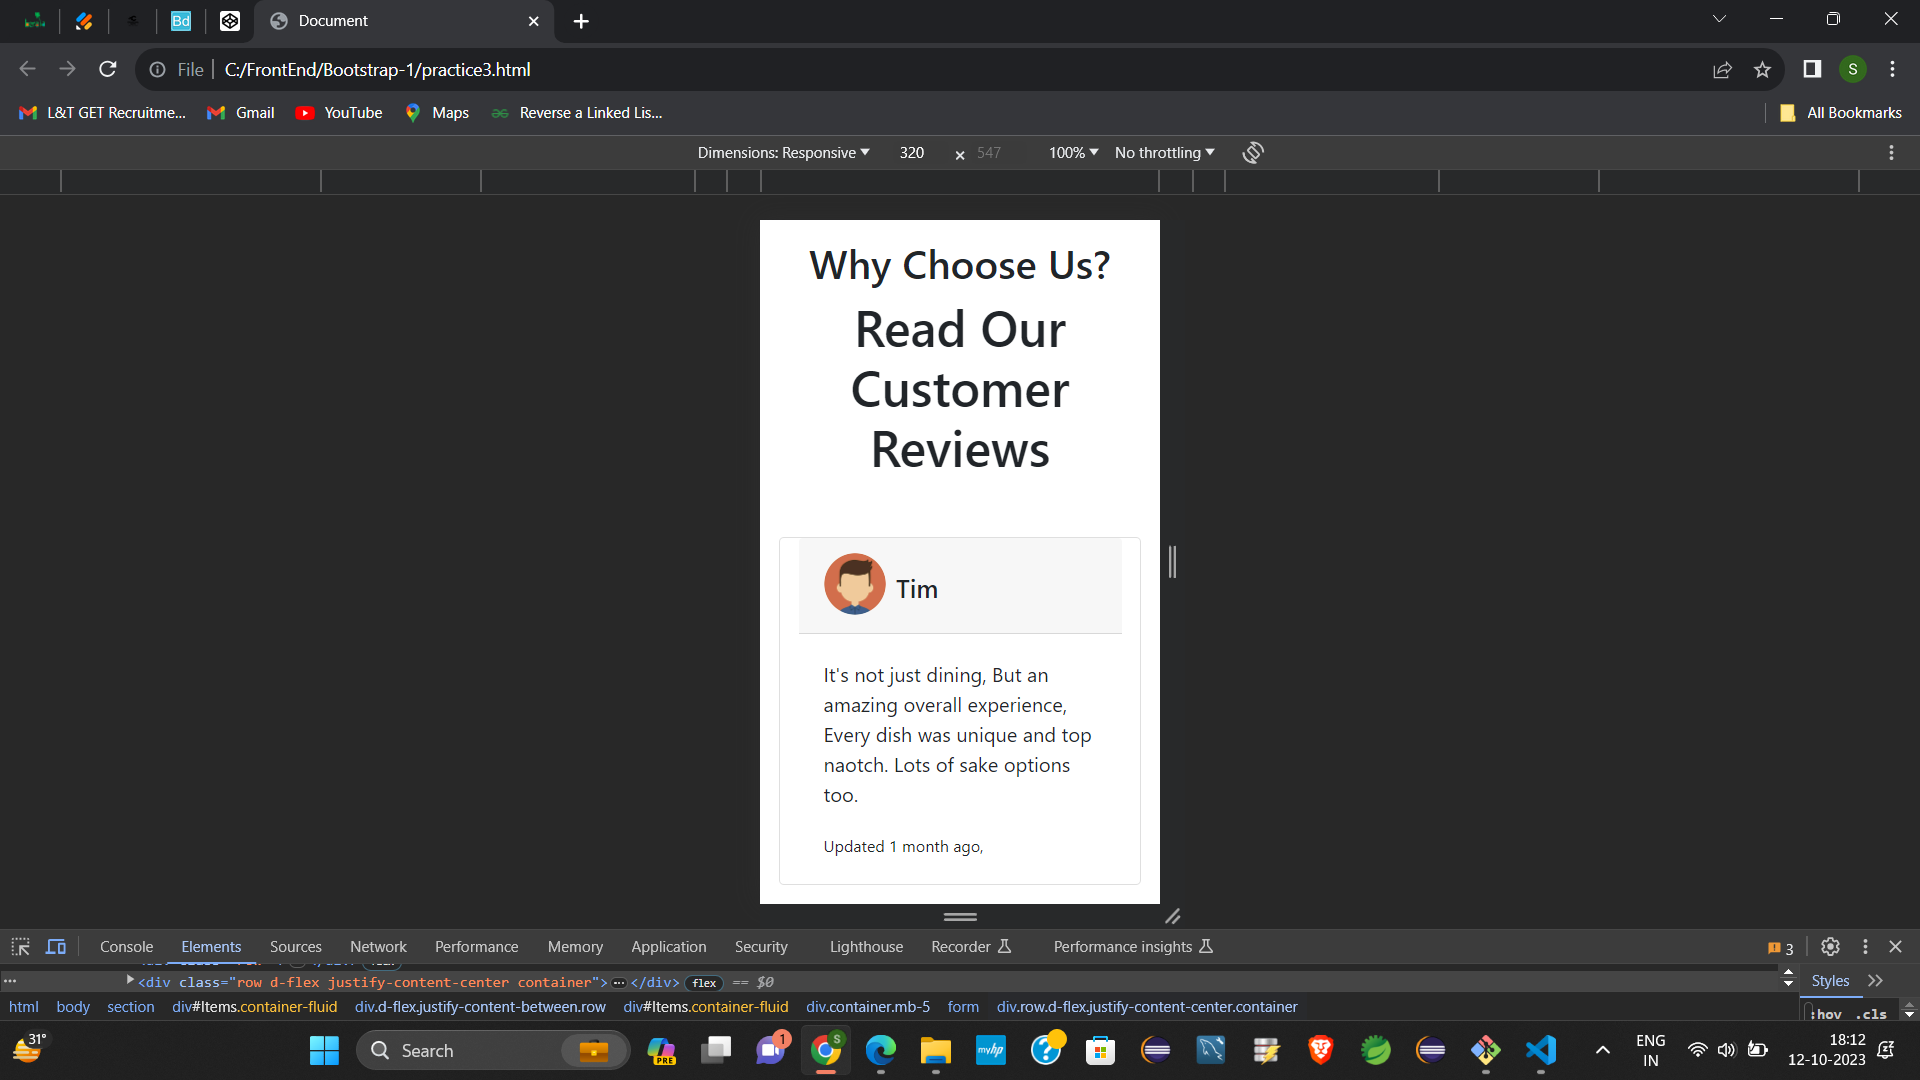 Bd
Document
File
C:/FrontEnd/Bootstrap-1/practice3.html
S
L&T GET Recruitme...
Gmail
YouTube
Maps
Reverse a Linked Lis...
All Bookmarks
Dimensions: Responsive
320
547
100%
No throttling
Why Choose Us?
Read Our
Customer
Reviews
Tim
It's not just dining, But an
amazing overall experience,
Every dish was unique and top
naotch. Lots of sake options
too.
Updated 1 month ago,
Console
Elements
Sources
Network
Performance
Memory
Application
Security
Lighthouse
Recorder
Performance insights
3
<div class="row d-flex justify-content-center container"> ... </div> flex == $0
Styles
html
body
section
div#Items.container-fluid
div.d-flex.justify-content-between.row
div#Items.container-fluid
div.container.mb-5
form
div.row.d-flex.justify-content-center.container
:hov .cls
31°
Search
PRE
1
S
myhp
ENG
IN
18:12
12-10-2023